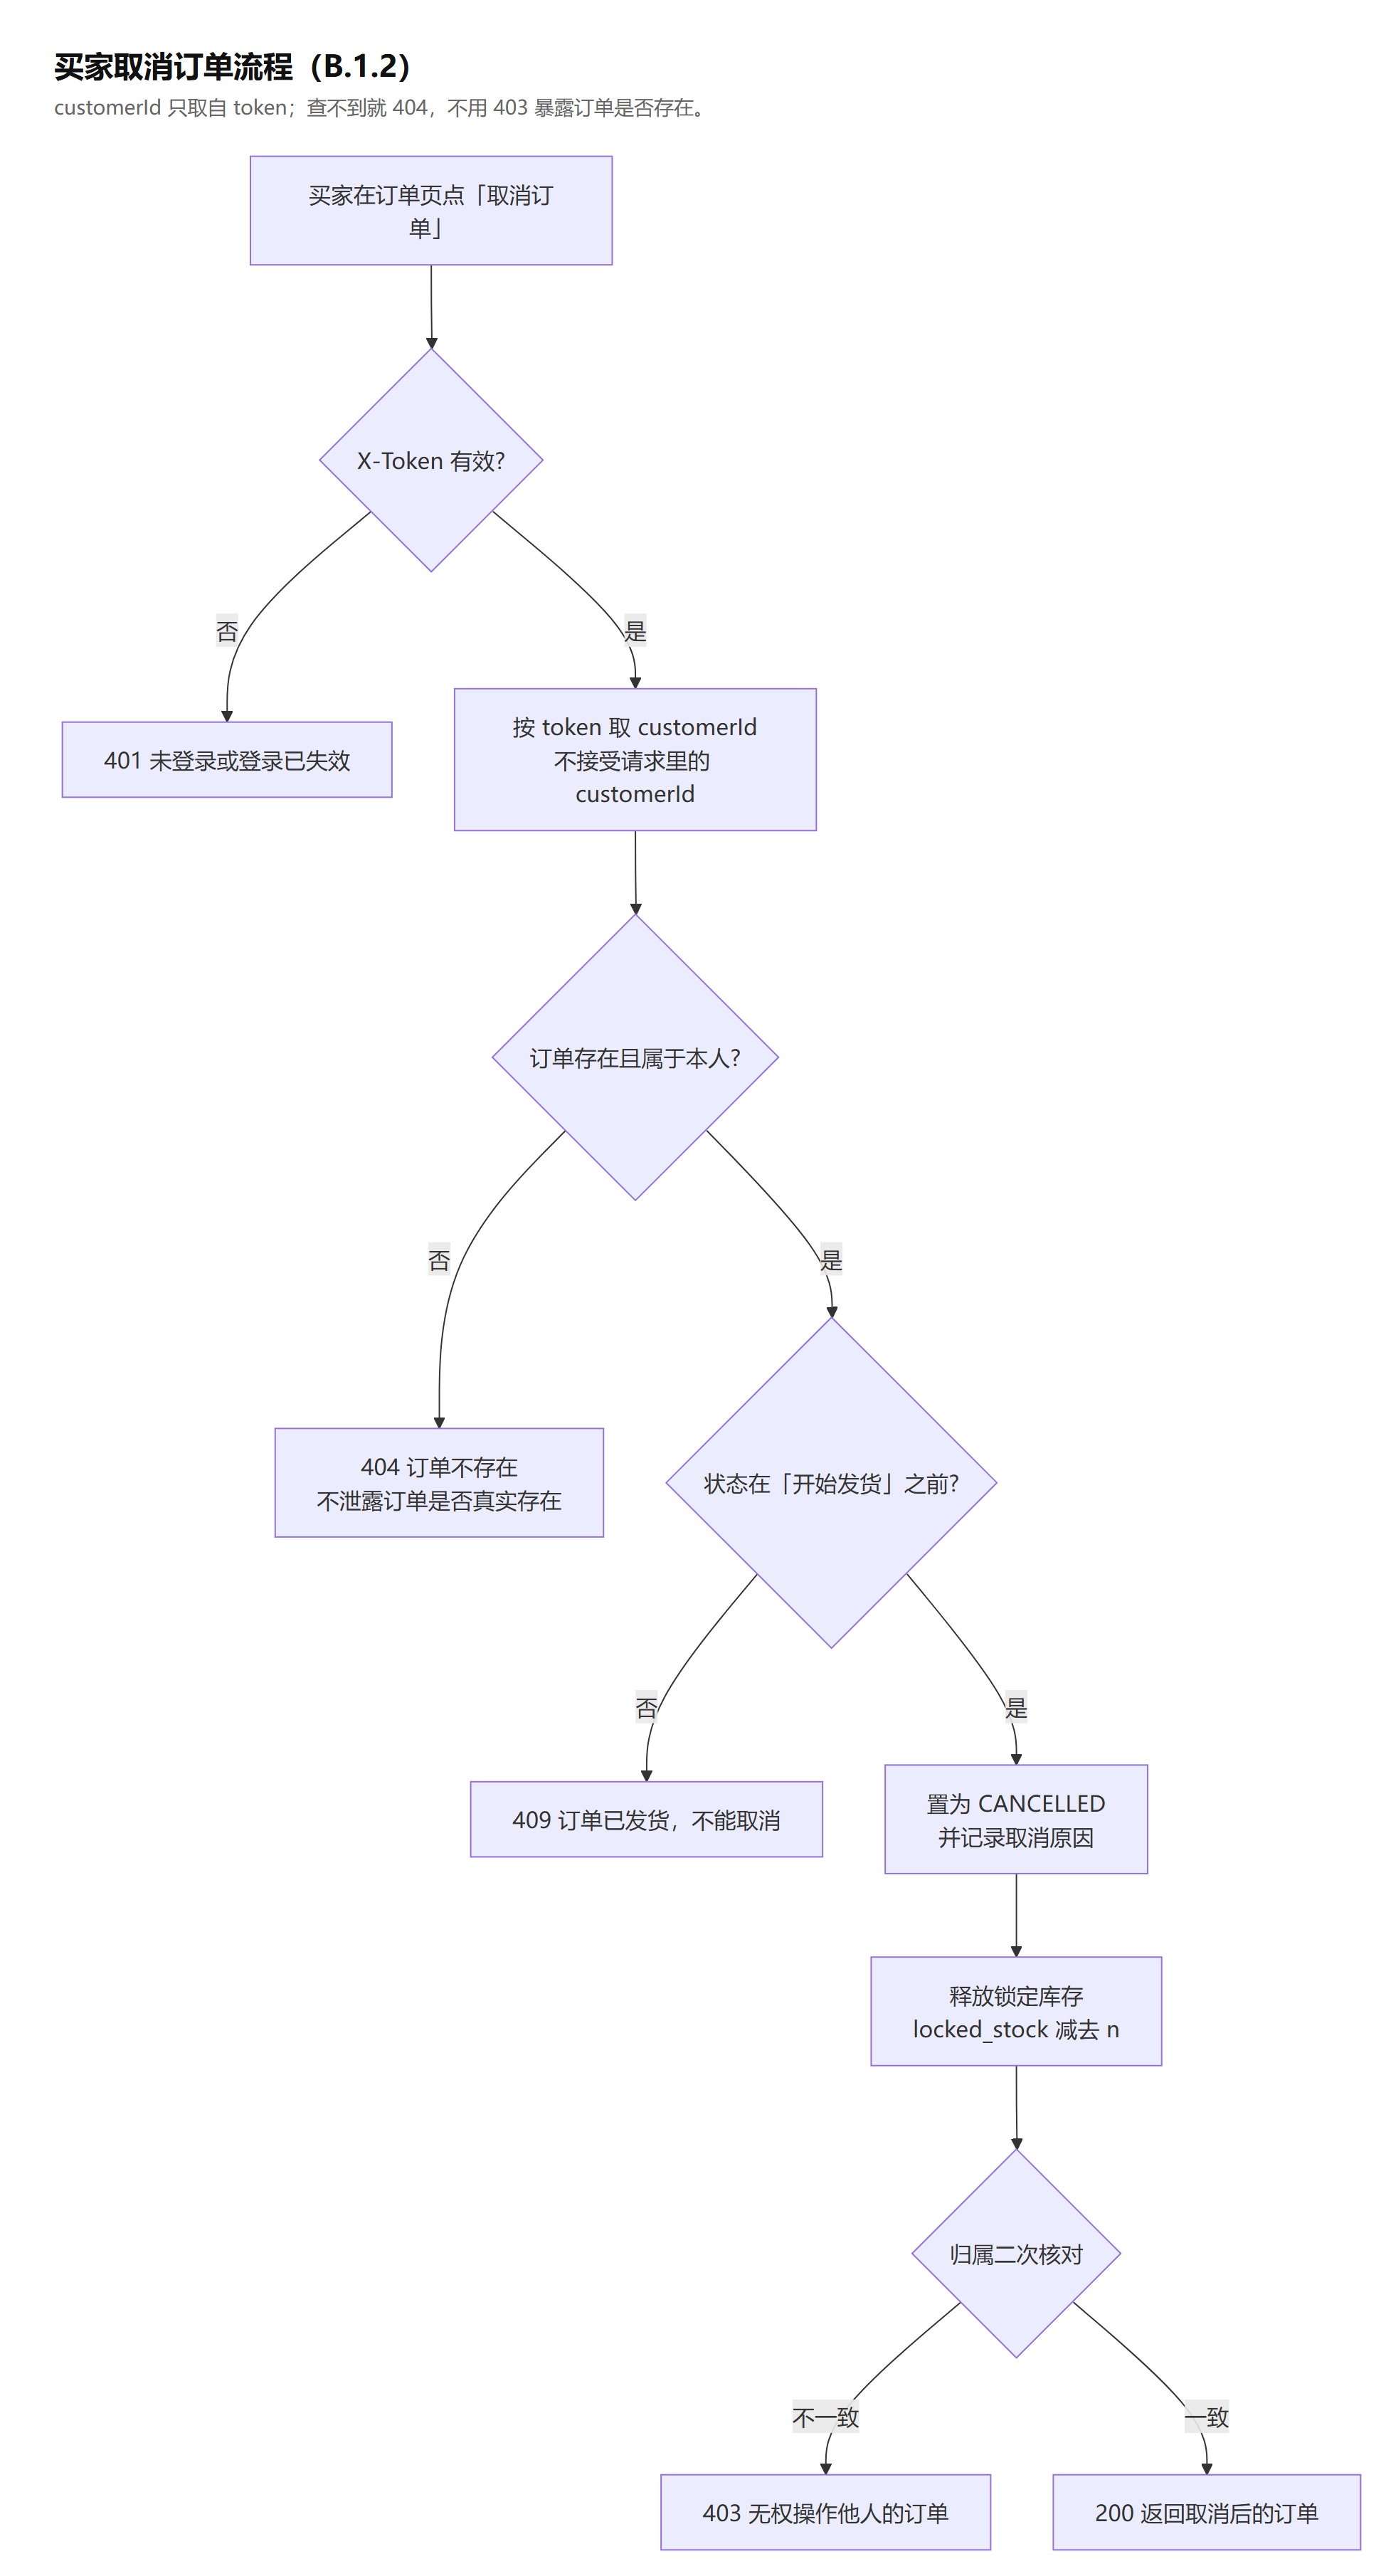 买家取消订单流程（B.1.2）
customerId 只取自 token；查不到就 404，不用 403 暴露订单是否存在。
买家在订单页点「取消订
单」
X-Token 有效?
否
是
401 未登录或登录已失效
按 token 取 customerId
不接受请求里的
customerId
订单存在且属于本人?
否
是
404 订单不存在
不泄露订单是否真实存在
状态在「开始发货」之前?
否
是
409 订单已发货，不能取消
置为 CANCELLED
并记录取消原因
释放锁定库存
locked_stock 减去 n
归属二次核对
不一致
一致
403 无权操作他人的订单
200 返回取消后的订单